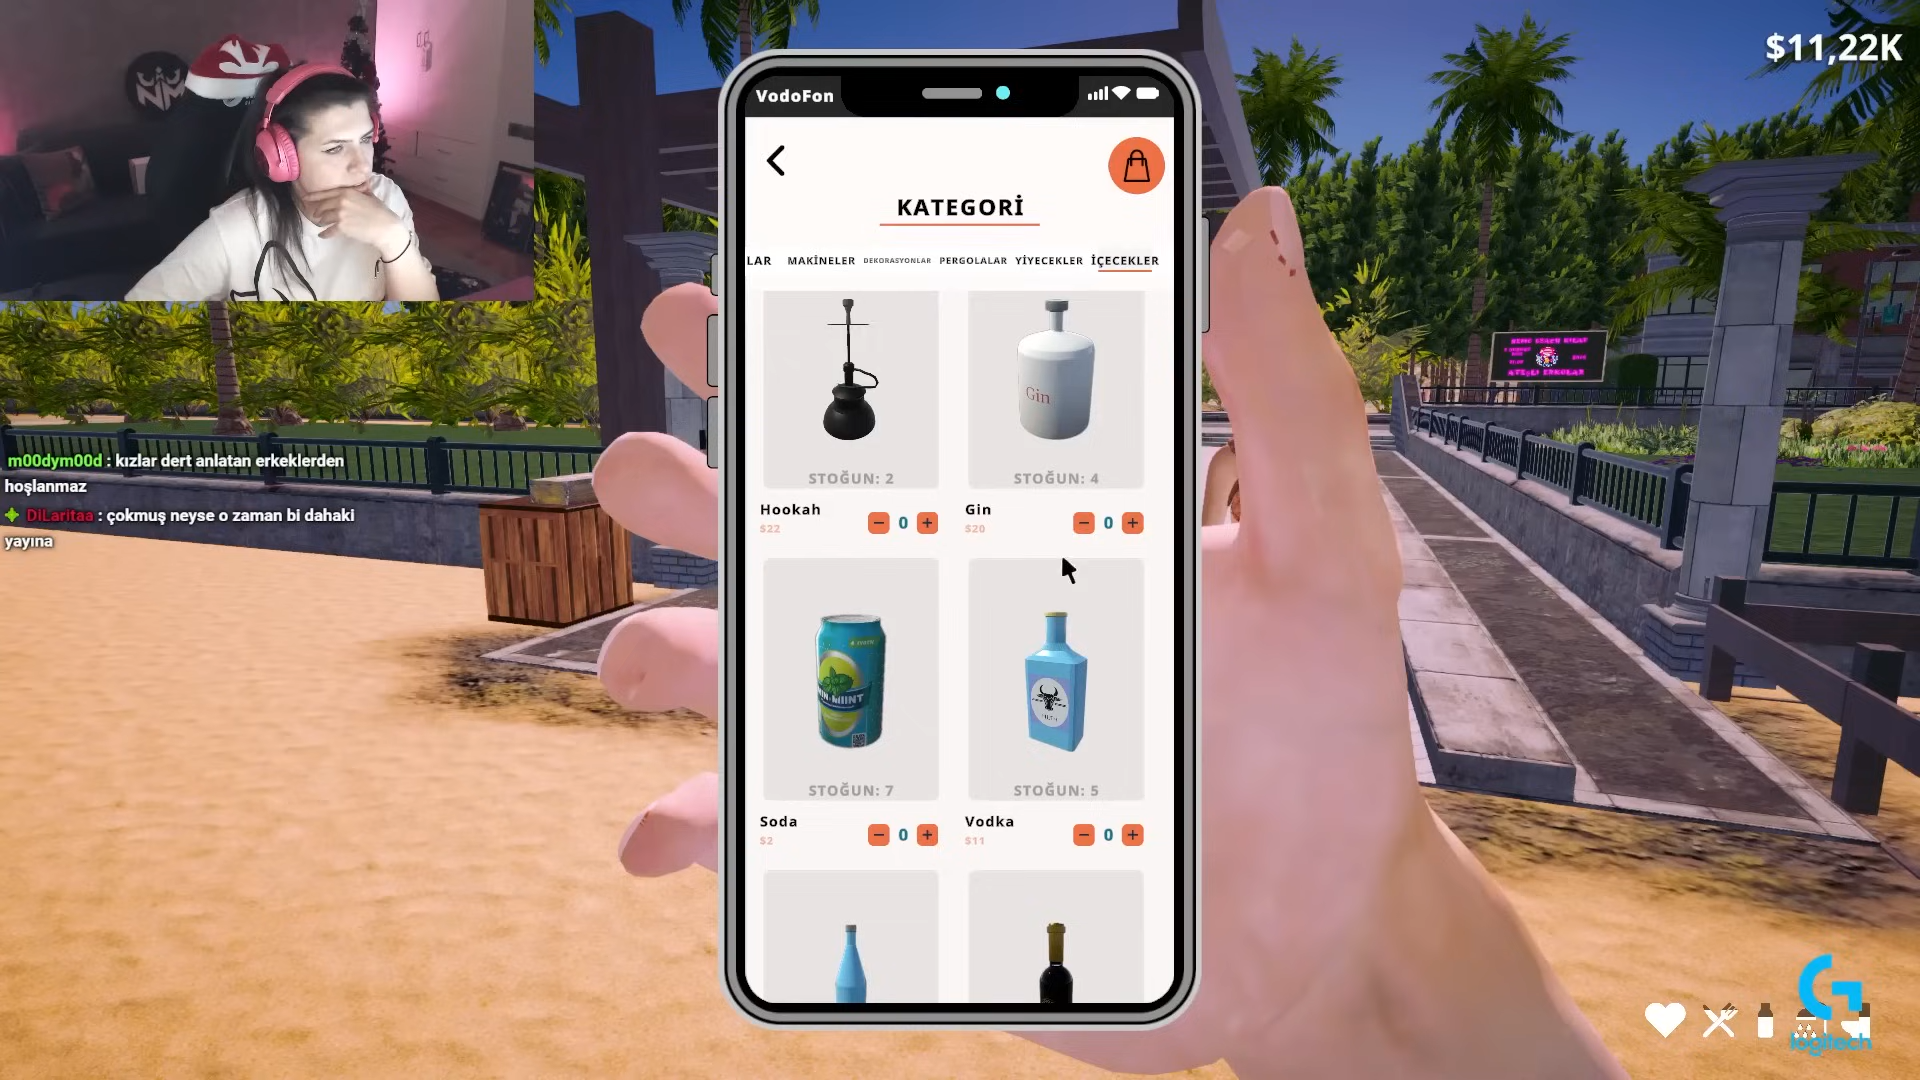 $11,22K
VodoFon
KATEGORİ
LAR MAKİNELER DEKORASYONLAR PERGOLALAR YİYECEKLER İÇECEKLER
STOĞUN: 2
STOĞUN: 4
Gin
Hookah
$22
0
Gin
$20
0
STOĞUN: 7
STOĞUN: 5
Soda
$2
0
Vodka
$11
0
m00dym00d : kızlar dert anlatan erkeklerden
hoşlanmaz
DiLaritaa : çokmuş neyse o zaman bi dahaki
yayına
logitech